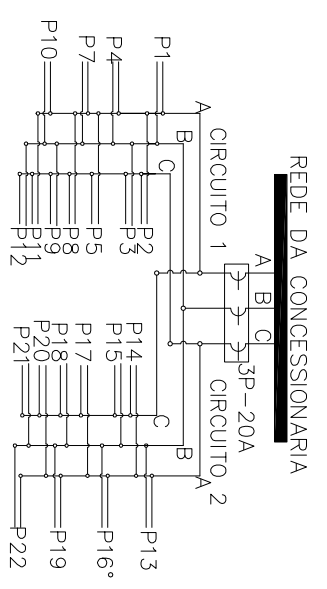 REDE DA CONCESSIONARIA
A B C
3P-20A
CIRCUITO 1
CIRCUITO 2
A
B
C
C
B
A
P1
P4
P7
P10
P2
P3
P5
P8
P9
P11
P12
P14
P15
P17
P18
P20
P21
P13
P16°
P19
P22